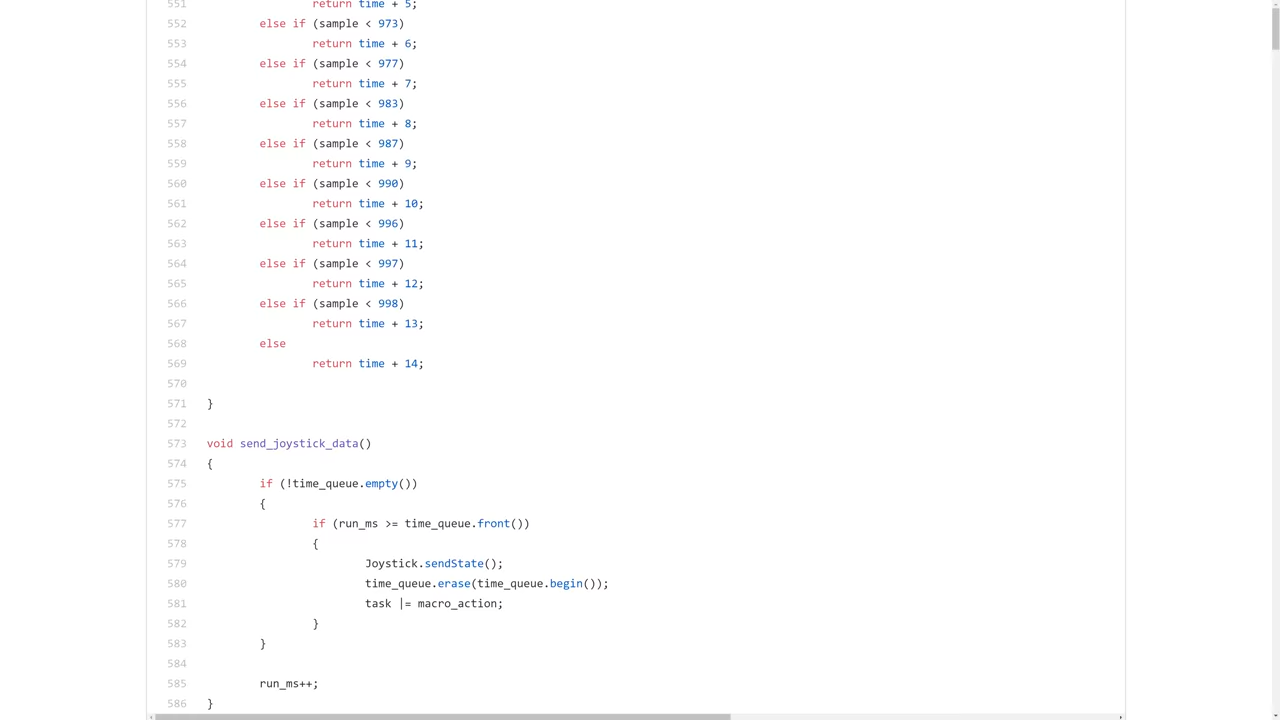 551 return time + 5;
552 else if (sample < 973)
553 return time + 6;
554 else if (sample < 977)
555 return time + 7;
556 else if (sample < 983)
557 return time + 8;
558 else if (sample < 987)
559 return time + 9;
560 else if (sample < 990)
561 return time + 10;
562 else if (sample < 996)
563 return time + 11;
564 else if (sample < 997)
565 return time + 12;
566 else if (sample < 998)
567 return time + 13;
568 else
569 return time + 14;
570
571 }
572
573 void send_joystick_data()
574 {
575 if (!time_queue.empty())
576 {
577 if (run_ms >= time_queue.front())
578 {
579 Joystick.sendState();
580 time_queue.erase(time_queue.begin());
581 task |= macro_action;
582 }
583 }
584
585 run_ms++;
586 }